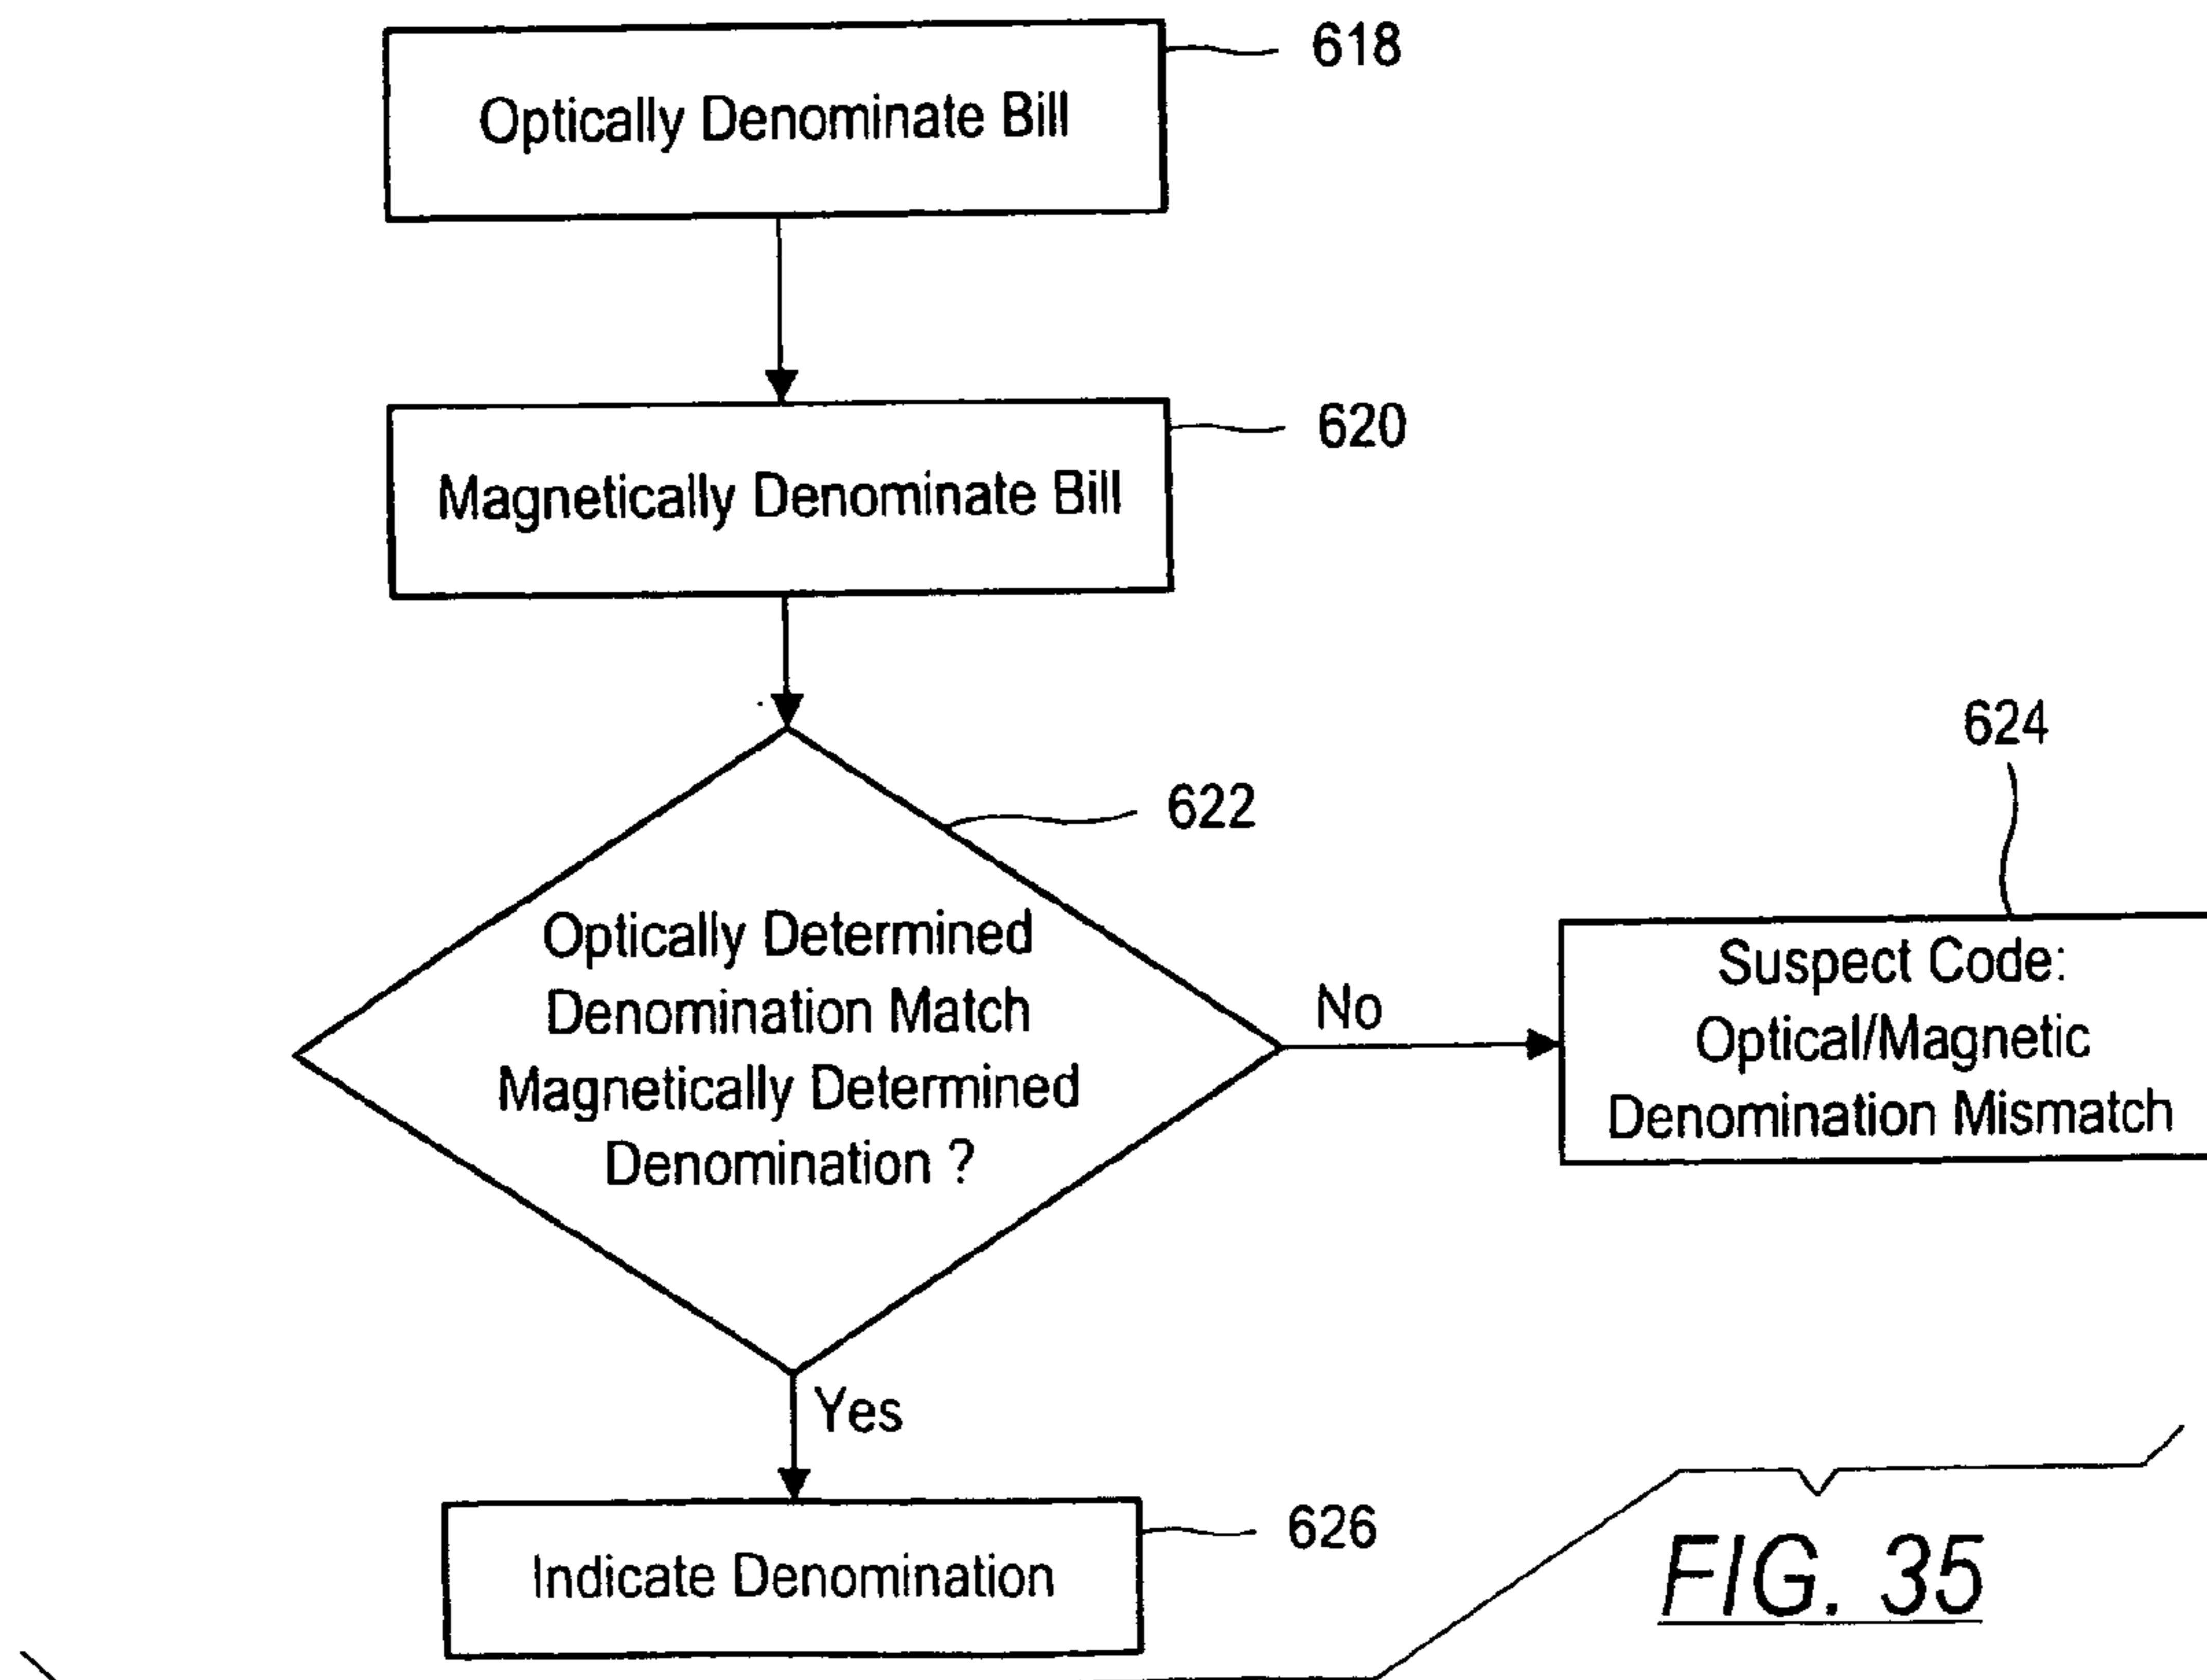 618
Optically Denominate Bill
620
Magnetically Denominate Bill
624
622
Optically Determined
Denomination Match
Magnetically Determined
Denomination ?
No
Suspect Code:
Optical/Magnetic
Denomination Mismatch
Yes
626
Indicate Denomination
FIG. 35